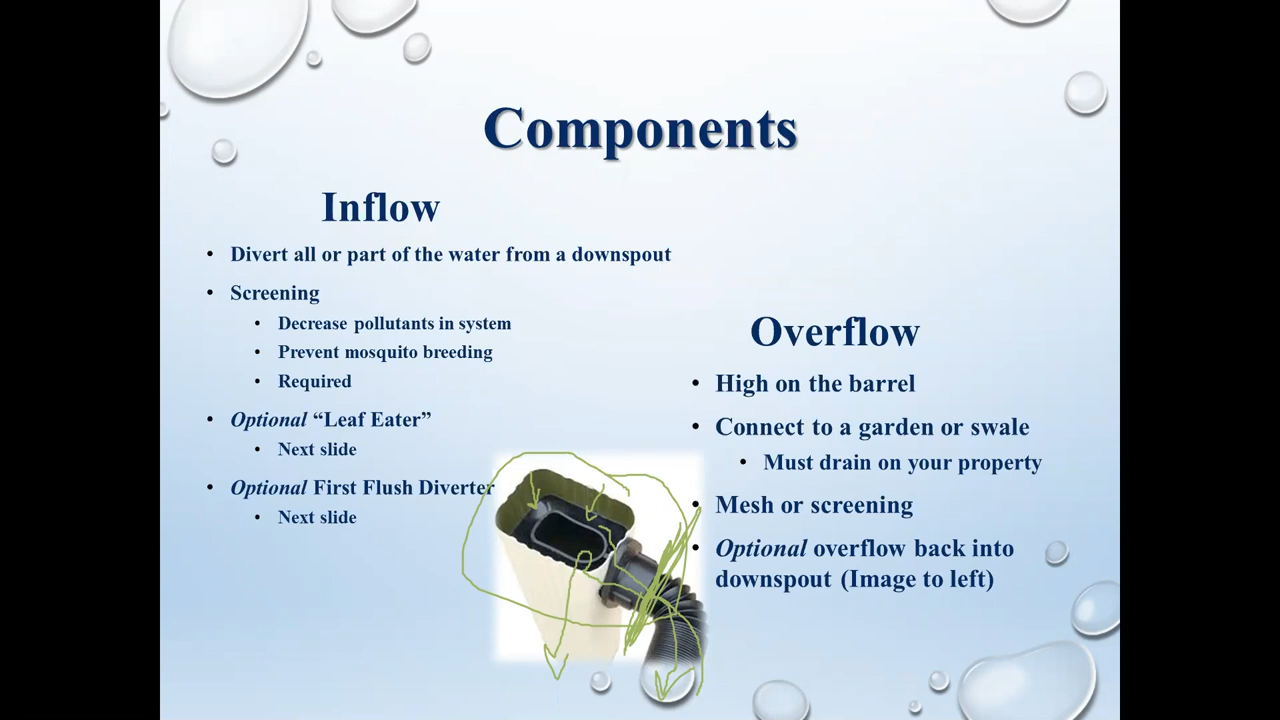 Components
Inflow
• Divert all or part of the water from a downspout
• Screening
• Decrease pollutants in system
• Prevent mosquito breeding
• Required
• Optional “Leaf Eater”
• Next slide
• Optional First Flush Diverter
• Next slide
Overflow
• High on the barrel
• Connect to a garden or swale
• Must drain on your property
• Mesh or screening
• Optional overflow back into
downspout (Image to left)